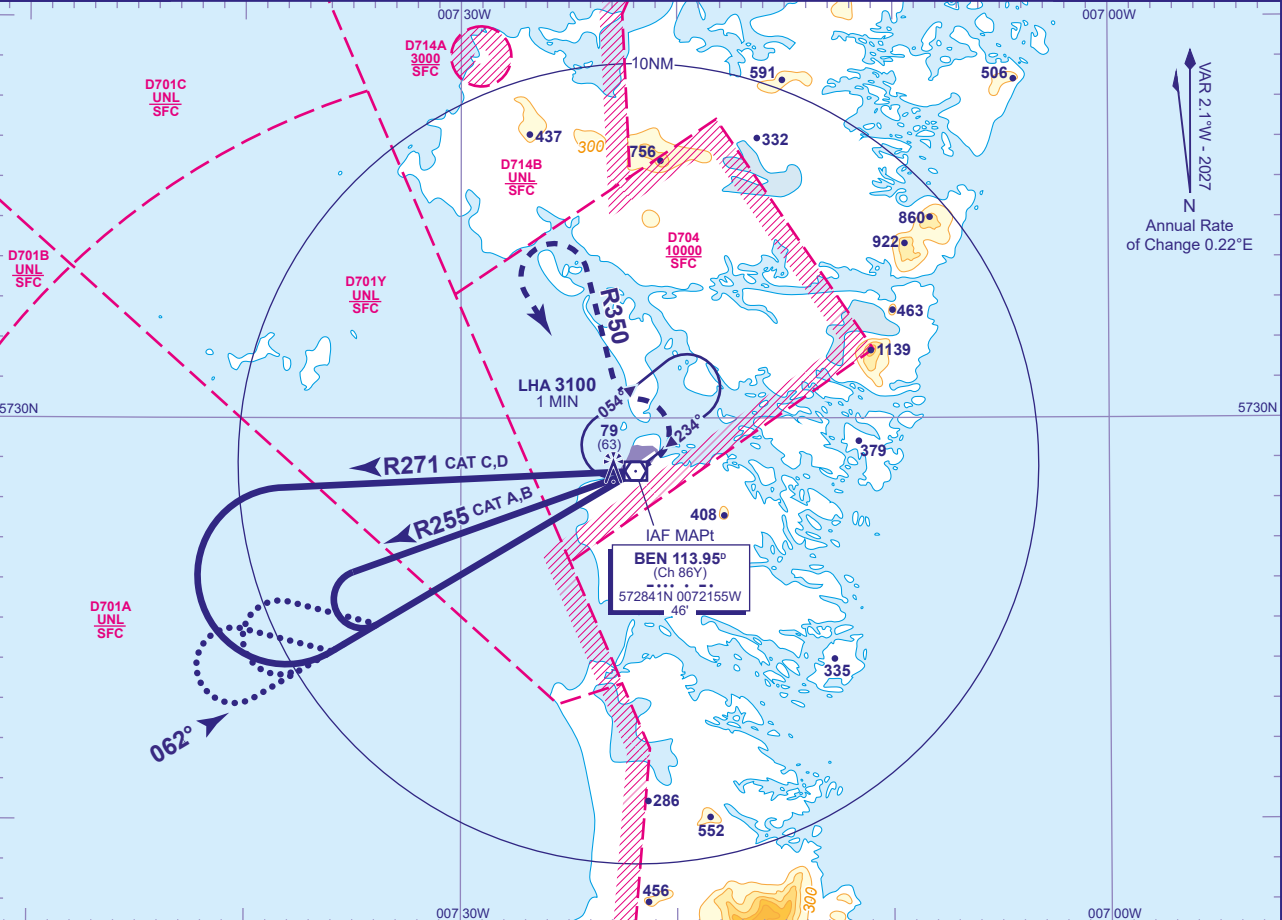 007 30W
007 00W
D714A
3000
SFC
10NM
591
506
D701C
UNL
SFC
VAR 2.1°W - 2027
437
300
756
332
D714B
UNL
SFC
N
Annual Rate
of Change 0.22°E
860
922
D704
10000
SFC
D701B
UNL
SFC
D701Y
UNL
SFC
R350
463
1139
LHA 3100
1 MIN
054°
5730N
5730N
234°
79
(63)
379
R271 CAT C,D
R255 CAT A,B
408
IAF MAPt
BEN 113.95ᴰ
(Ch 86Y)
572841N 0072155W
46'
D701A
UNL
SFC
335
062°
286
552
456
300
007 30W
007 00W